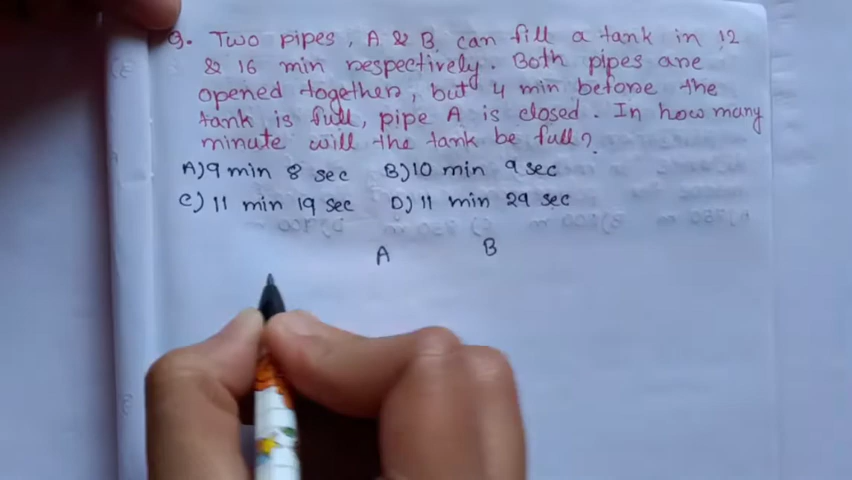 Q. Two pipes, A & B can fill a tank in 12
& 16 min respectively. Both pipes are
opened together, but 4 min before the
tank is full, pipe A is closed. In how many
minute will the tank be full?
A) 9 min 8 sec B) 10 min 9 sec
C) 11 min 19 sec D) 11 min 29 sec
A B